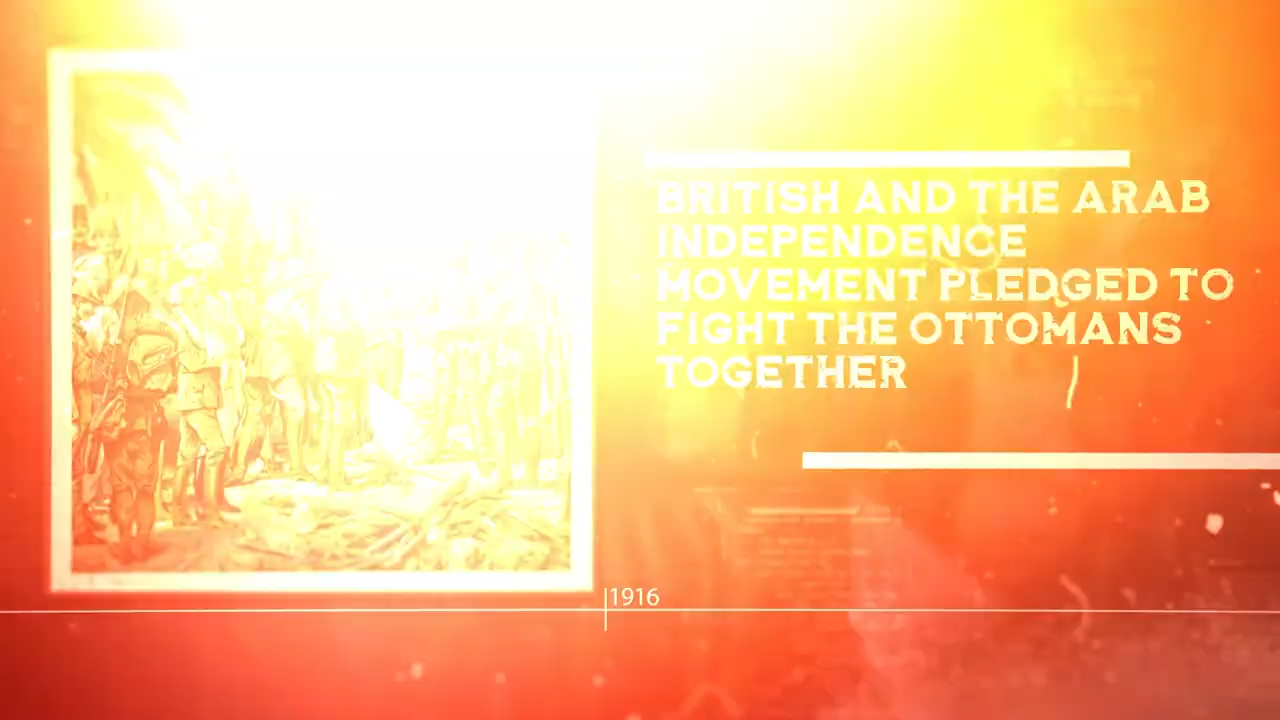 BRITISH AND THE ARAB
INDEPENDENCE
MOVEMENT PLEDGED TO
FIGHT THE OTTOMANS
TOGETHER
1916